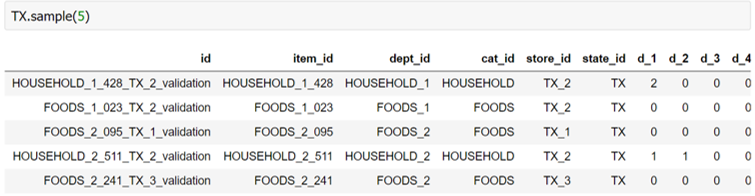 TX.sample(5)
id item_id dept_id cat_id store_id state_id d_1 d_2 d_3 d_4
HOUSEHOLD_1_428_TX_2_validation HOUSEHOLD_1_428 HOUSEHOLD_1 HOUSEHOLD TX_2 TX 2 0 0 0
FOODS_1_023_TX_2_validation FOODS_1_023 FOODS_1 FOODS TX_2 TX 0 0 0 0
FOODS_2_095_TX_1_validation FOODS_2_095 FOODS_2 FOODS TX_1 TX 0 0 0 0
HOUSEHOLD_2_511_TX_2_validation HOUSEHOLD_2_511 HOUSEHOLD_2 HOUSEHOLD TX_2 TX 1 1 0 0
FOODS_2_241_TX_3_validation FOODS_2_241 FOODS_2 FOODS TX_3 TX 0 0 0 0